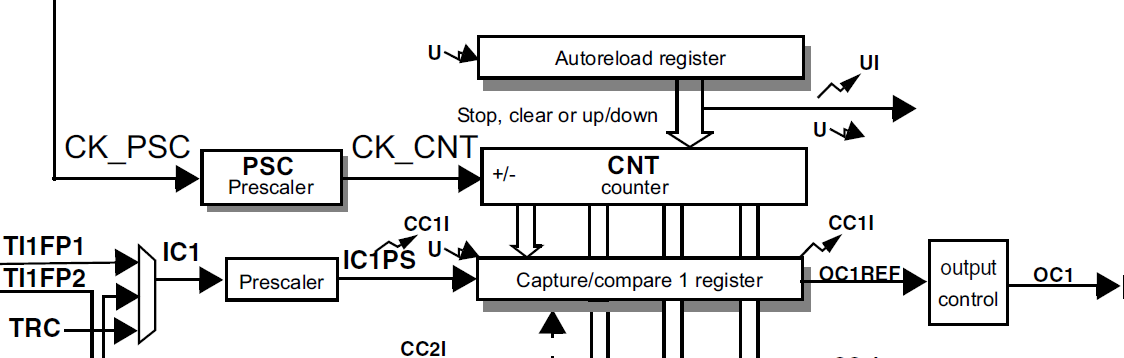 U
Autoreload register
UI
Stop, clear or up/down
U
CK_PSC
PSC
Prescaler
CK_CNT
+/-
CNT
counter
CC1I
U
CC1I
TI1FP1
TI1FP2
TRC
IC1
Prescaler
IC1PS
Capture/compare 1 register
OC1REF
output
control
OC1
CC2I